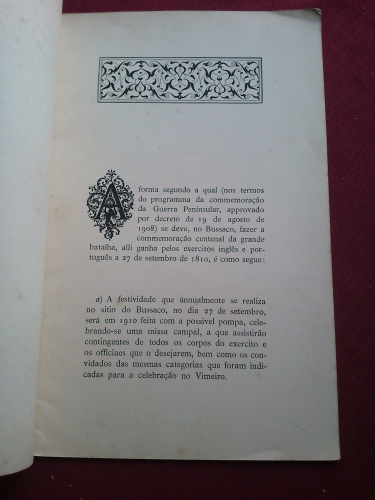 A forma segundo a qual (nos termos
do programma da commemoração
da Guerra Peninsular, approvado
por decreto de 19 de agosto de
1908) se deve, no Bussaco, fazer a
commemoração centenal da grande
batalha, alli ganha pelos exercitos inglês e por-
tuguês a 27 de setembro de 1810, é como segue:
a) A festividade que annualmente se realiza
no sitio do Bussaco, no dia 27 de setembro,
será em 1910 feita com a possivel pompa, cele-
brando-se uma missa campal, a que assistirão
contingentes de todos os corpos do exercito e
os officiaes que o desejarem, bem como os con-
vidados das mesmas categorias que foram indi-
cadas para a celebração no Vimeiro.